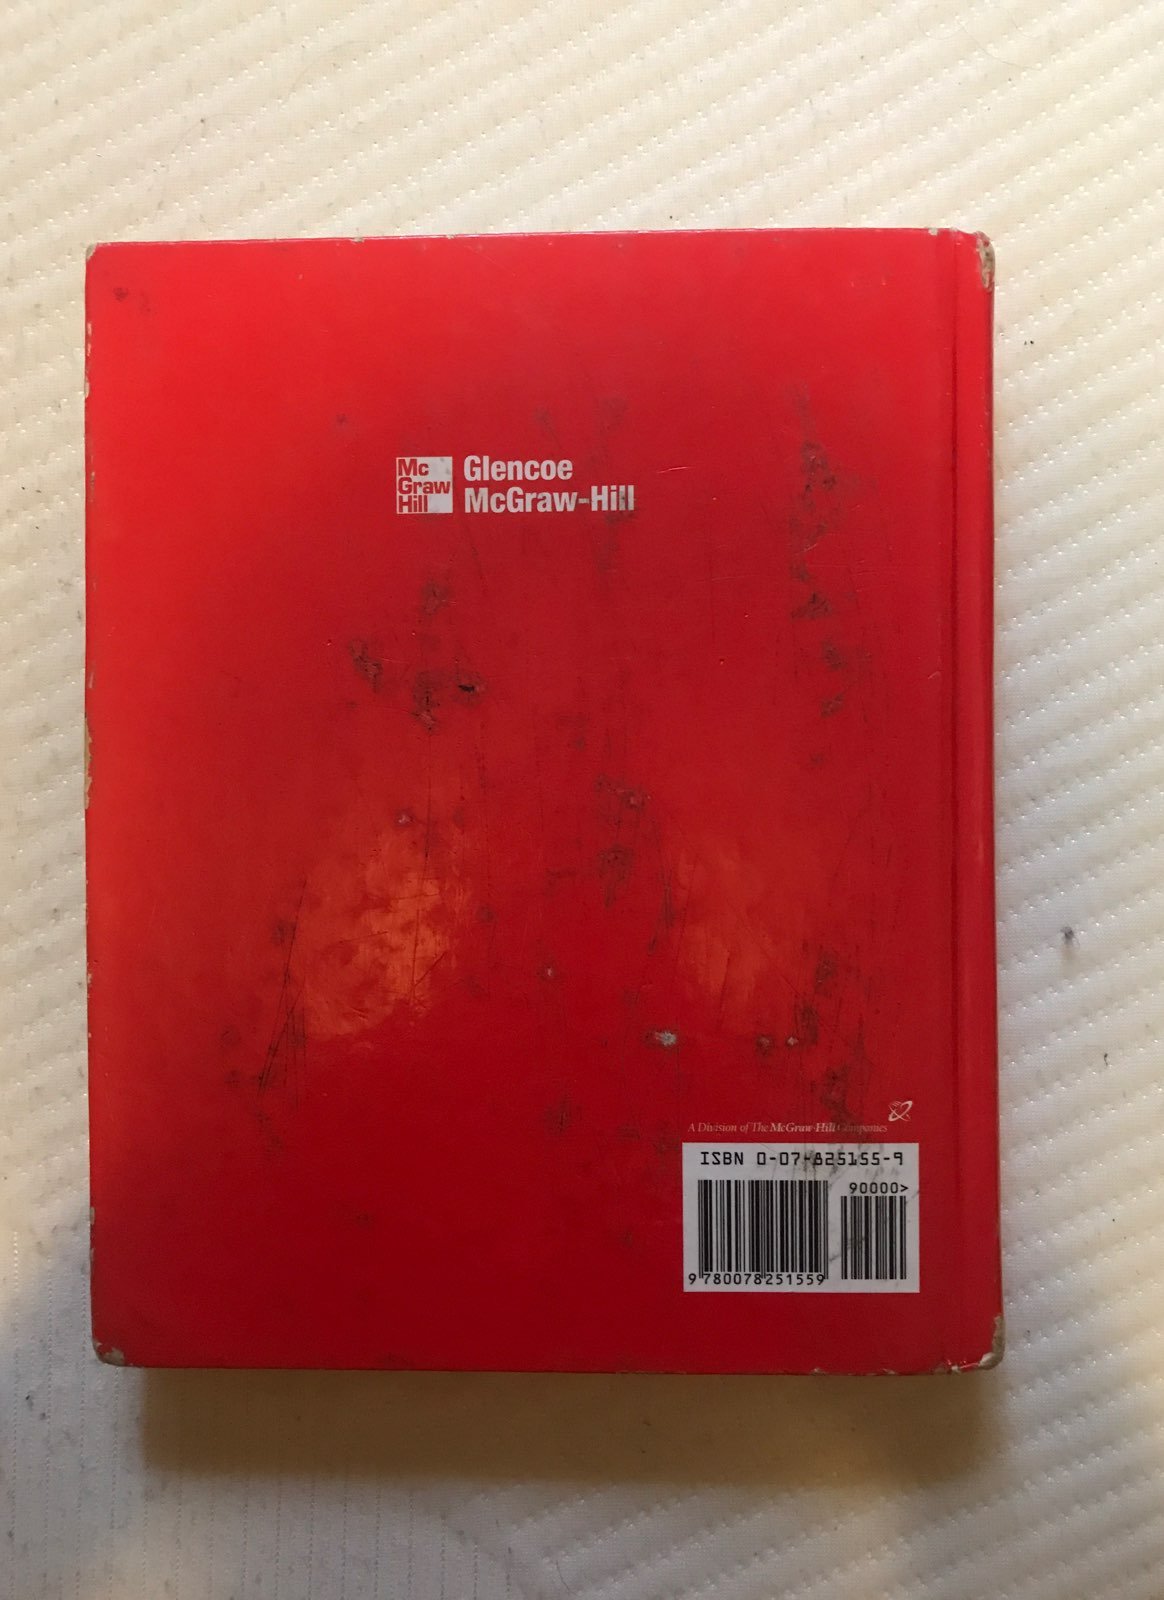 Mc
Graw
Hill
Glencoe
McGraw-Hill
A Division of The McGraw-Hill Companies
ISBN 0-07-825155-9
90000>
9 780078 251559